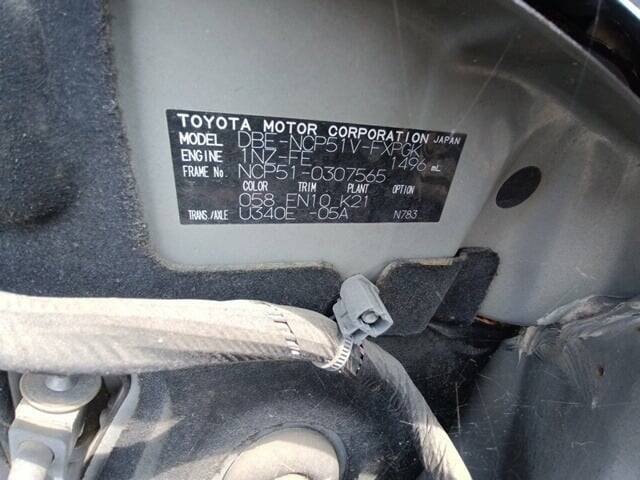 TOYOTA MOTOR CORPORATION JAPAN
MODEL DBE-NCP51V-FXPGK
ENGINE 1NZ-FE 1496 mL
FRAME No. NCP51-0307565
COLOR TRIM PLANT OPTION
058 EN10 K21
TRANS/AXLE U340E -05A N783